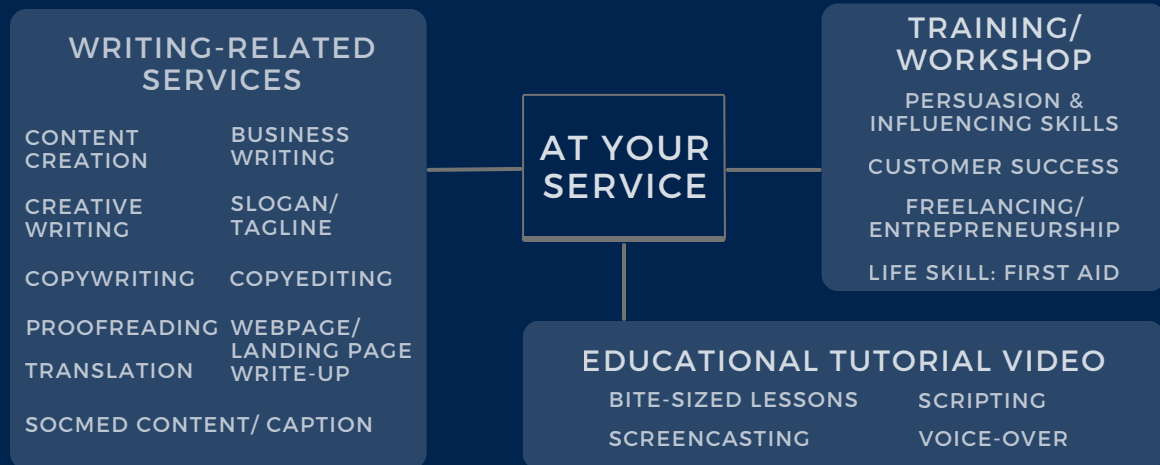 WRITING-RELATED
SERVICES
CONTENT
CREATION
BUSINESS
WRITING
CREATIVE
WRITING
SLOGAN/
TAGLINE
COPYWRITING
COPYEDITING
PROOFREADING
WEBPAGE/
LANDING PAGE
WRITE-UP
TRANSLATION
SOCMED CONTENT/ CAPTION
AT YOUR
SERVICE
TRAINING/
WORKSHOP
PERSUASION &
INFLUENCING SKILLS
CUSTOMER SUCCESS
FREELANCING/
ENTREPRENEURSHIP
LIFE SKILL: FIRST AID
EDUCATIONAL TUTORIAL VIDEO
BITE-SIZED LESSONS
SCRIPTING
SCREENCASTING
VOICE-OVER